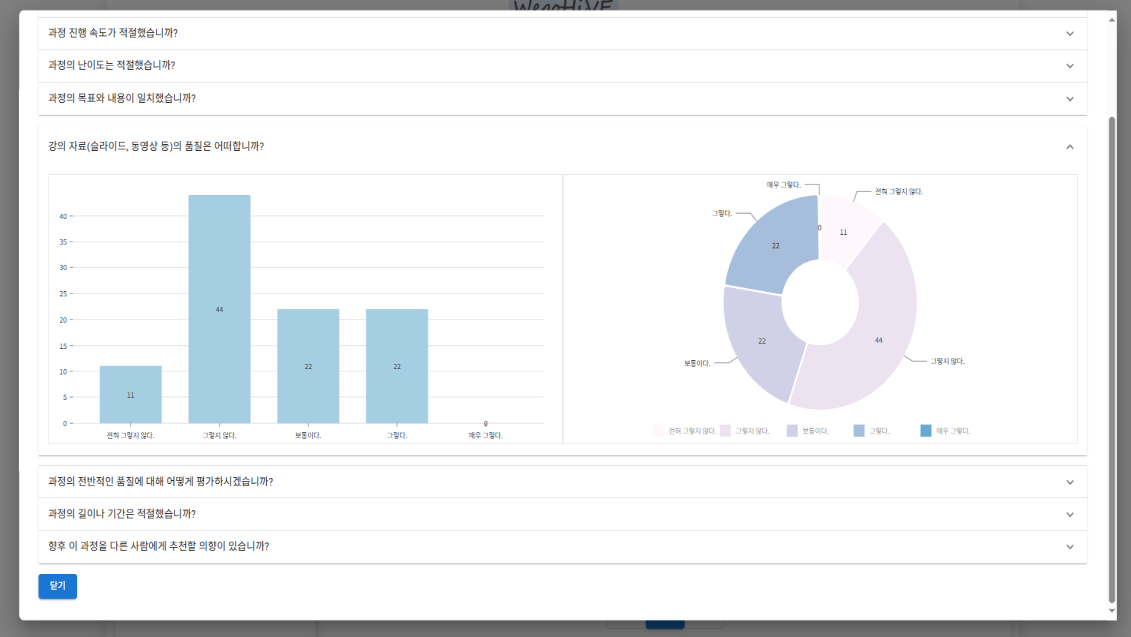 WenoHiVE
과정 진행 속도가 적절했습니까?
과정의 난이도는 적절했습니까?
과정의 목표와 내용이 일치했습니까?
강의 자료(슬라이드, 동영상 등)의 품질은 어떠합니까?
40
35
30
25
20
15
10
5
0
11
44
22
22
0
전혀 그렇지 않다.
그렇지 않다.
보통이다.
그렇다.
매우 그렇다.
매우 그렇다.
전혀 그렇지 않다.
그렇다.
0
11
22
22
44
보통이다.
그렇지 않다.
전혀 그렇지 않다.
그렇지 않다.
보통이다.
그렇다.
매우 그렇다.
과정의 전반적인 품질에 대해 어떻게 평가하시겠습니까?
과정의 길이나 기간은 적절했습니까?
향후 이 과정을 다른 사람에게 추천할 의향이 있습니까?
닫기